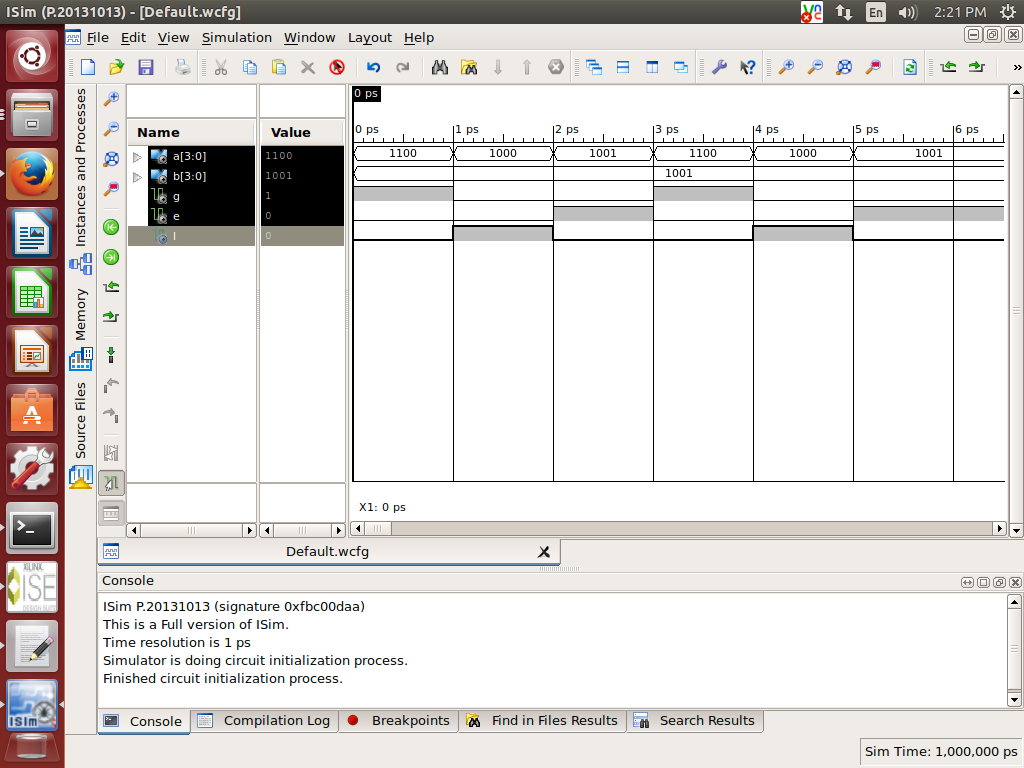 ISim (P.20131013) - [Default.wcfg]
En
2:21 PM
File Edit View Simulation Window Layout Help
»
Instances and Processes
Memory
Source Files
Name
Value
a[3:0] 1100
b[3:0] 1001
g 1
e 0
l 0
0 ps
0 ps 1 ps 2 ps 3 ps 4 ps 5 ps 6 ps
1100 1000 1001 1100 1000 1001
1001
X1: 0 ps
Default.wcfg
Console
ISim P.20131013 (signature 0xfbc00daa)
This is a Full version of ISim.
Time resolution is 1 ps
Simulator is doing circuit initialization process.
Finished circuit initialization process.
Console Compilation Log Breakpoints Find in Files Results Search Results
Sim Time: 1,000,000 ps
XILINX
ISE
ISim